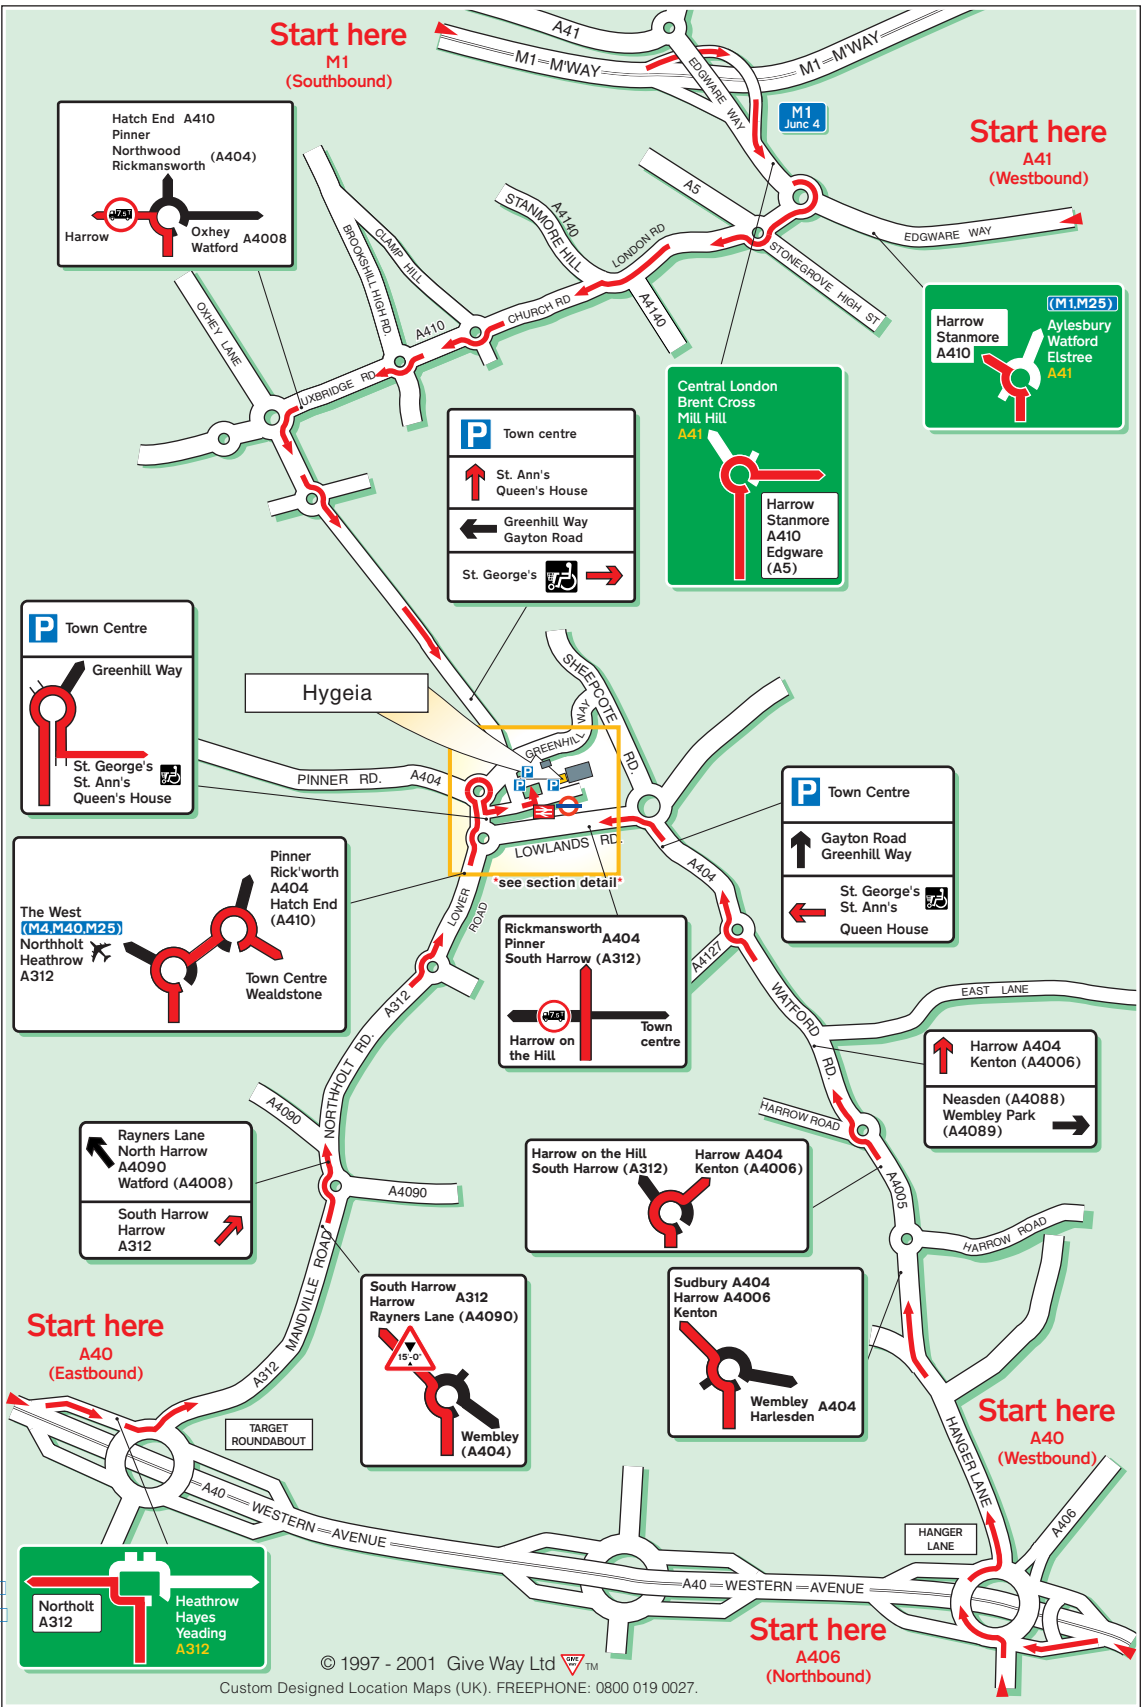 Start here
M1
(Southbound)
A41
M1 M'WAY
M1 M'WAY
EDGWARE WAY
M1
Junc 4
Start here
A41
(Westbound)
Hatch End A410
Pinner
Northwood
Rickmansworth (A404)
7.5T
Harrow
Oxhey
Watford A4008
A5
STANMORE HILL
A4140
LONDON RD
EDGWARE WAY
STONEGROVE HIGH ST
BROOKSHILL HIGH RD.
CLAMP HILL
A4140
CHURCH RD
A410
OXHEY LANE
UXBRIDGE RD
(M1,M25)
Harrow
Stanmore
A410
Aylesbury
Watford
Elstree
A41
Central London
Brent Cross
Mill Hill
A41
Harrow
Stanmore
A410
Edgware
(A5)
P Town centre
St. Ann's
Queen's House
Greenhill Way
Gayton Road
St. George's
P Town Centre
Greenhill Way
St. George's
St. Ann's
Queen's House
Hygeia
SHEEPCOTE RD.
GREENHILL WAY
PINNER RD. A404
P
P
P
LOWLANDS RD.
*see section detail*
P Town Centre
Gayton Road
Greenhill Way
St. George's
St. Ann's
Queen House
A404
Pinner
Rick'worth
A404
Hatch End
(A410)
The West
(M4,M40,M25)
Northholt
Heathrow
A312
Town Centre
Wealdstone
LOWER ROAD
Rickmansworth
Pinner A404
South Harrow (A312)
7.5T
Harrow on
the Hill
Town
centre
A4127
WATFORD RD.
EAST LANE
A312
NORTHHOLT RD.
Harrow A404
Kenton (A4006)
Neasden (A4088)
Wembley Park
(A4089)
A4090
HARROW ROAD
Rayners Lane
North Harrow
A4090
Watford (A4008)
South Harrow
Harrow
A312
A4090
Harrow on the Hill
South Harrow (A312)
Harrow A404
Kenton (A4006)
A4005
HARROW ROAD
MANDVILLE ROAD
South Harrow
Harrow A312
Rayners Lane (A4090)
15'-0"
Wembley
(A404)
Sudbury A404
Harrow A4006
Kenton
Wembley
Harlesden A404
Start here
A40
(Eastbound)
A312
TARGET
ROUNDABOUT
Start here
A40
(Westbound)
HANGER LANE
A406
HANGER
LANE
A40 WESTERN AVENUE
A40 WESTERN AVENUE
Northolt
A312
Heathrow
Hayes
Yeading
A312
Start here
A406
(Northbound)
© 1997 - 2001 Give Way Ltd GIVE WAY TM
Custom Designed Location Maps (UK). FREEPHONE: 0800 019 0027.